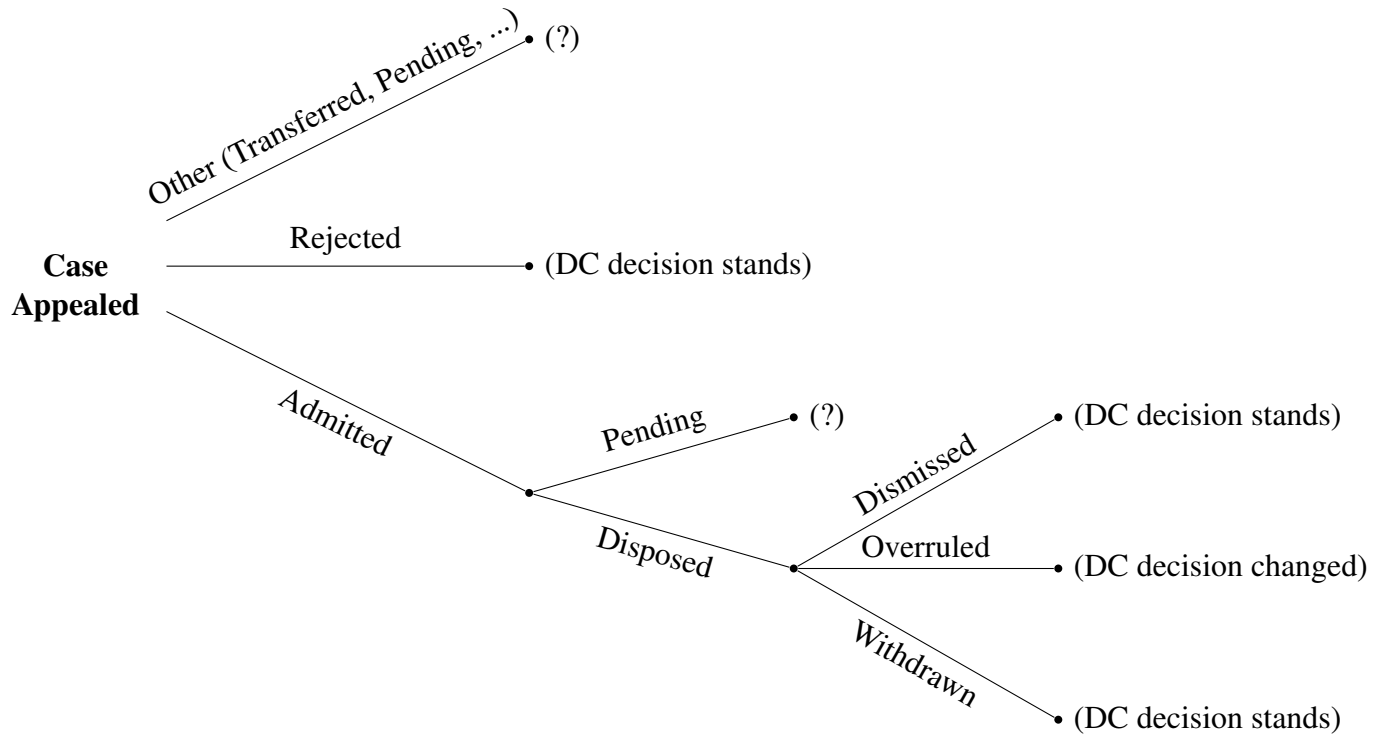 Other (Transferred, Pending, ...)
(?)
Rejected
(DC decision stands)
Case
Appealed
Admitted
Pending
(?)
Disposed
Dismissed
(DC decision stands)
Overruled
(DC decision changed)
Withdrawn
(DC decision stands)